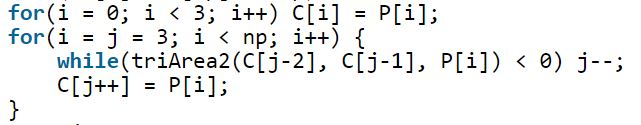 for(i = 0; i < 3; i++) C[i] = P[i];
for(i = j = 3; i < np; i++) {
    while(triArea2(C[j-2], C[j-1], P[i]) < 0) j--;
    C[j++] = P[i];
}